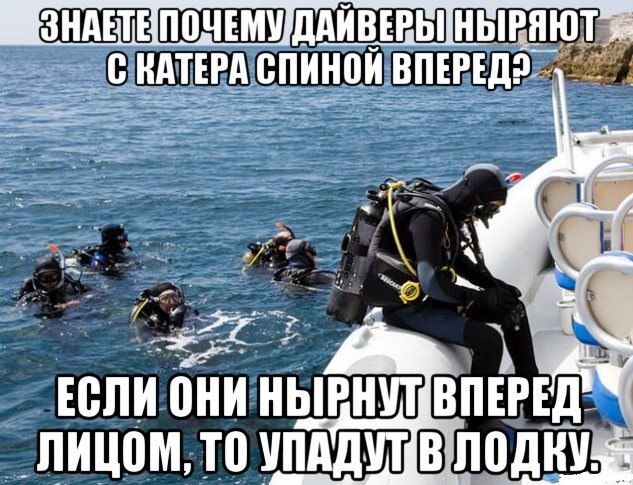 ЗНАЕТЕ ПОЧЕМУ ДАЙВЕРЫ НЫРЯЮТ
С КАТЕРА СПИНОЙ ВПЕРЕД?
ЕСЛИ ОНИ НЫРНУТ ВПЕРЕД
ЛИЦОМ, ТО УПАДУТ В ЛОДКУ.